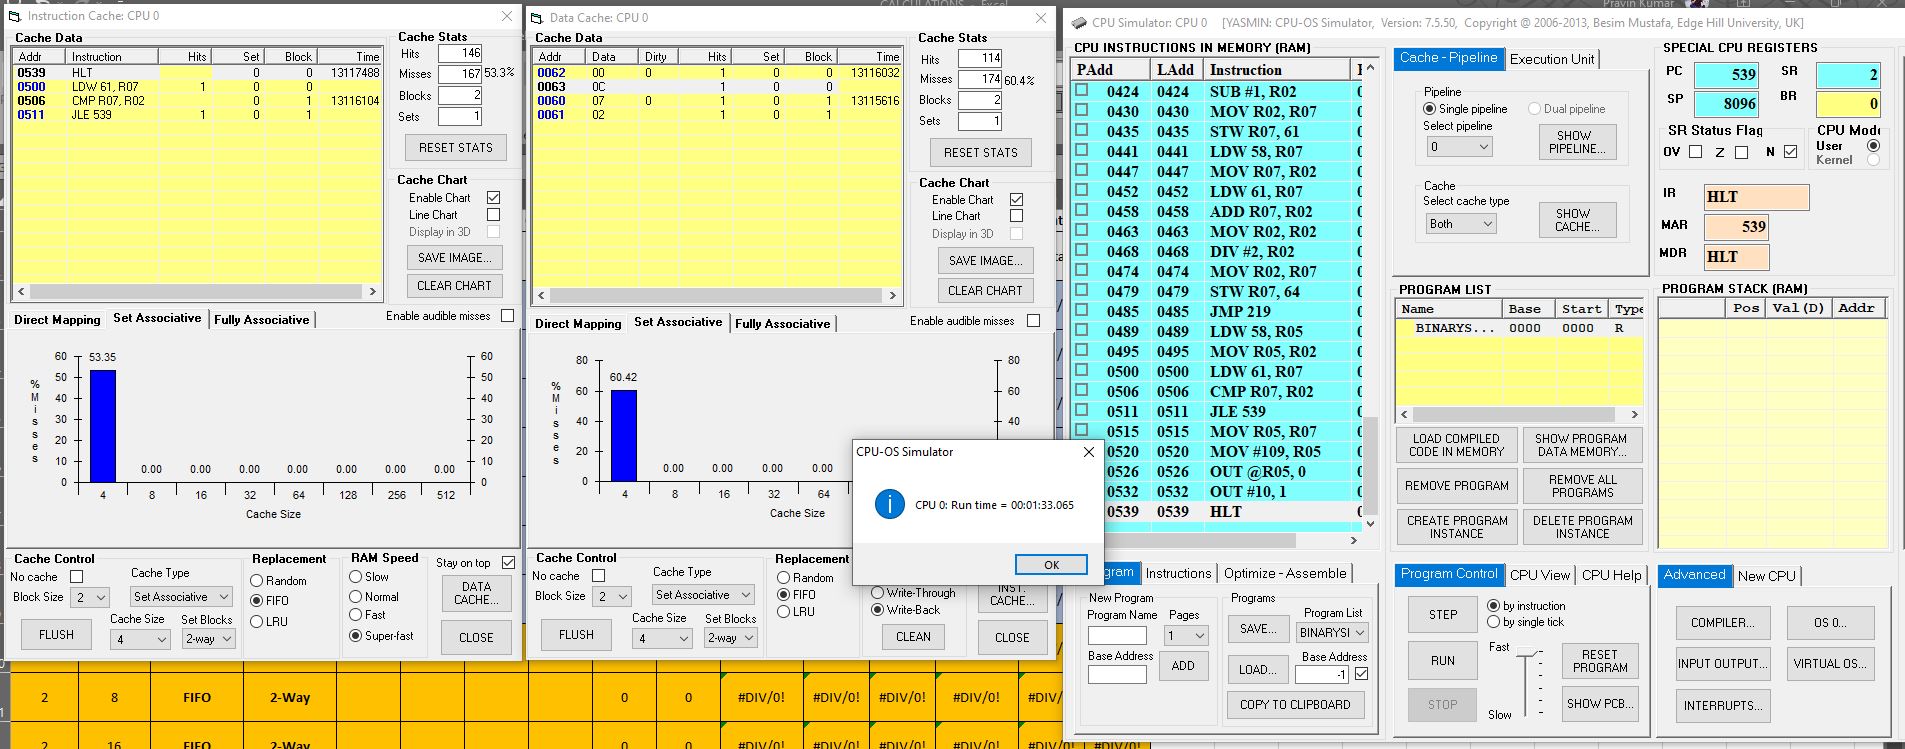 CALCULATIONS - Excel
Pravin Kumar
Instruction Cache: CPU 0
Cache Data
Addr Instruction Hits Set Block Time
0539 HLT 0 0 13117488
0500 LDW 61, R07 1 0 0
0506 CMP R07, R02 0 1 13116104
0511 JLE 539 1 0 1
Cache Stats
Hits 146
Misses 167 53.3%
Blocks 2
Sets 1
RESET STATS
Cache Chart
Enable Chart
Line Chart
Display in 3D
SAVE IMAGE...
CLEAR CHART
Enable audible misses
Direct Mapping Set Associative Fully Associative
% Misses
60 53.35 60
50 50
40 40
30 30
20 20
10 10
0 0.00 0.00 0.00 0.00 0.00 0.00 0.00 0
4 8 16 32 64 128 256 512
Cache Size
Cache Control
No cache
Block Size 2
Cache Type
Set Associative
Cache Size
4
Set Blocks
2-way
FLUSH
Replacement
Random
FIFO
LRU
RAM Speed
Slow
Normal
Fast
Super-fast
Stay on top
DATA CACHE...
CLOSE
Data Cache: CPU 0
Cache Data
Addr Data Dirty Hits Set Block Time
0062 00 0 0 0 0 13116032
0063 0C 1 0 0
0060 07 0 0 0 1 13115616
0061 02 1 0 1
Cache Stats
Hits 114
Misses 174 60.4%
Blocks 2
Sets 1
RESET STATS
Cache Chart
Enable Chart
Line Chart
Display in 3D
SAVE IMAGE...
CLEAR CHART
Enable audible misses
Direct Mapping Set Associative Fully Associative
% Misses
80 80
60 60.42 60
40 40
20
0 0.00 0.00 0.00 0.00
4 8 16 32 64
Cache Size
Cache Control
No cache
Block Size 2
Cache Type
Set Associative
Cache Size
4
Set Blocks
2-way
FLUSH
Replacement
Random
FIFO
LRU
Write-Through
Write-Back
CLEAN
INST.
CACHE...
CLOSE
CPU-OS Simulator
CPU 0: Run time = 00:01:33.065
OK
CPU Simulator: CPU 0 [YASMIN: CPU-OS Simulator, Version: 7.5.50, Copyright @ 2006-2013, Besim Mustafa, Edge Hill University, UK]
CPU INSTRUCTIONS IN MEMORY (RAM)
PAdd LAdd Instruction
0424 0424 SUB #1, R02
0430 0430 MOV R02, R07
0435 0435 STW R07, 61
0441 0441 LDW 58, R07
0447 0447 MOV R07, R02
0452 0452 LDW 61, R07
0458 0458 ADD R07, R02
0463 0463 MOV R02, R02
0468 0468 DIV #2, R02
0474 0474 MOV R02, R07
0479 0479 STW R07, 64
0485 0485 JMP 219
0489 0489 LDW 58, R05
0495 0495 MOV R05, R02
0500 0500 LDW 61, R07
0506 0506 CMP R07, R02
0511 0511 JLE 539
0515 0515 MOV R05, R07
0520 0520 MOV #109, R05
0526 0526 OUT @R05, 0
0532 0532 OUT #10, 1
0539 0539 HLT
Instructions Optimize - Assemble
New Program
Program Name Pages
1
Base Address
ADD
Programs
SAVE...
Program List
BINARYSI
LOAD...
Base Address
-1
COPY TO CLIPBOARD
Cache - Pipeline Execution Unit
Pipeline
Single pipeline Dual pipeline
Select pipeline
0
SHOW PIPELINE...
Cache
Select cache type
Both
SHOW CACHE...
SPECIAL CPU REGISTERS
PC 539 SR 2
SP 8096 BR 0
SR Status Flag
OV Z N
CPU Mode
User
Kernel
IR HLT
MAR 539
MDR HLT
PROGRAM LIST
Name Base Start Type
BINARYS... 0000 0000 R
LOAD COMPILED CODE IN MEMORY
SHOW PROGRAM DATA MEMORY...
REMOVE PROGRAM
REMOVE ALL PROGRAMS
CREATE PROGRAM INSTANCE
DELETE PROGRAM INSTANCE
PROGRAM STACK (RAM)
Pos Val(D) Addr
Program Control CPU View CPU Help
STEP
by instruction
by single tick
RUN
STOP
Fast
Slow
RESET PROGRAM
SHOW PCB...
Advanced New CPU
COMPILER...
OS 0...
INPUT OUTPUT...
VIRTUAL OS...
INTERRUPTS...
2 8 FIFO 2-Way 0 0 #DIV/0! #DIV/0! #DIV/0! #DIV/0! #DIV/0!
2 16 FIFO 2-Way 0 0 #DIV/0! #DIV/0! #DIV/0! #DIV/0! #DIV/0!